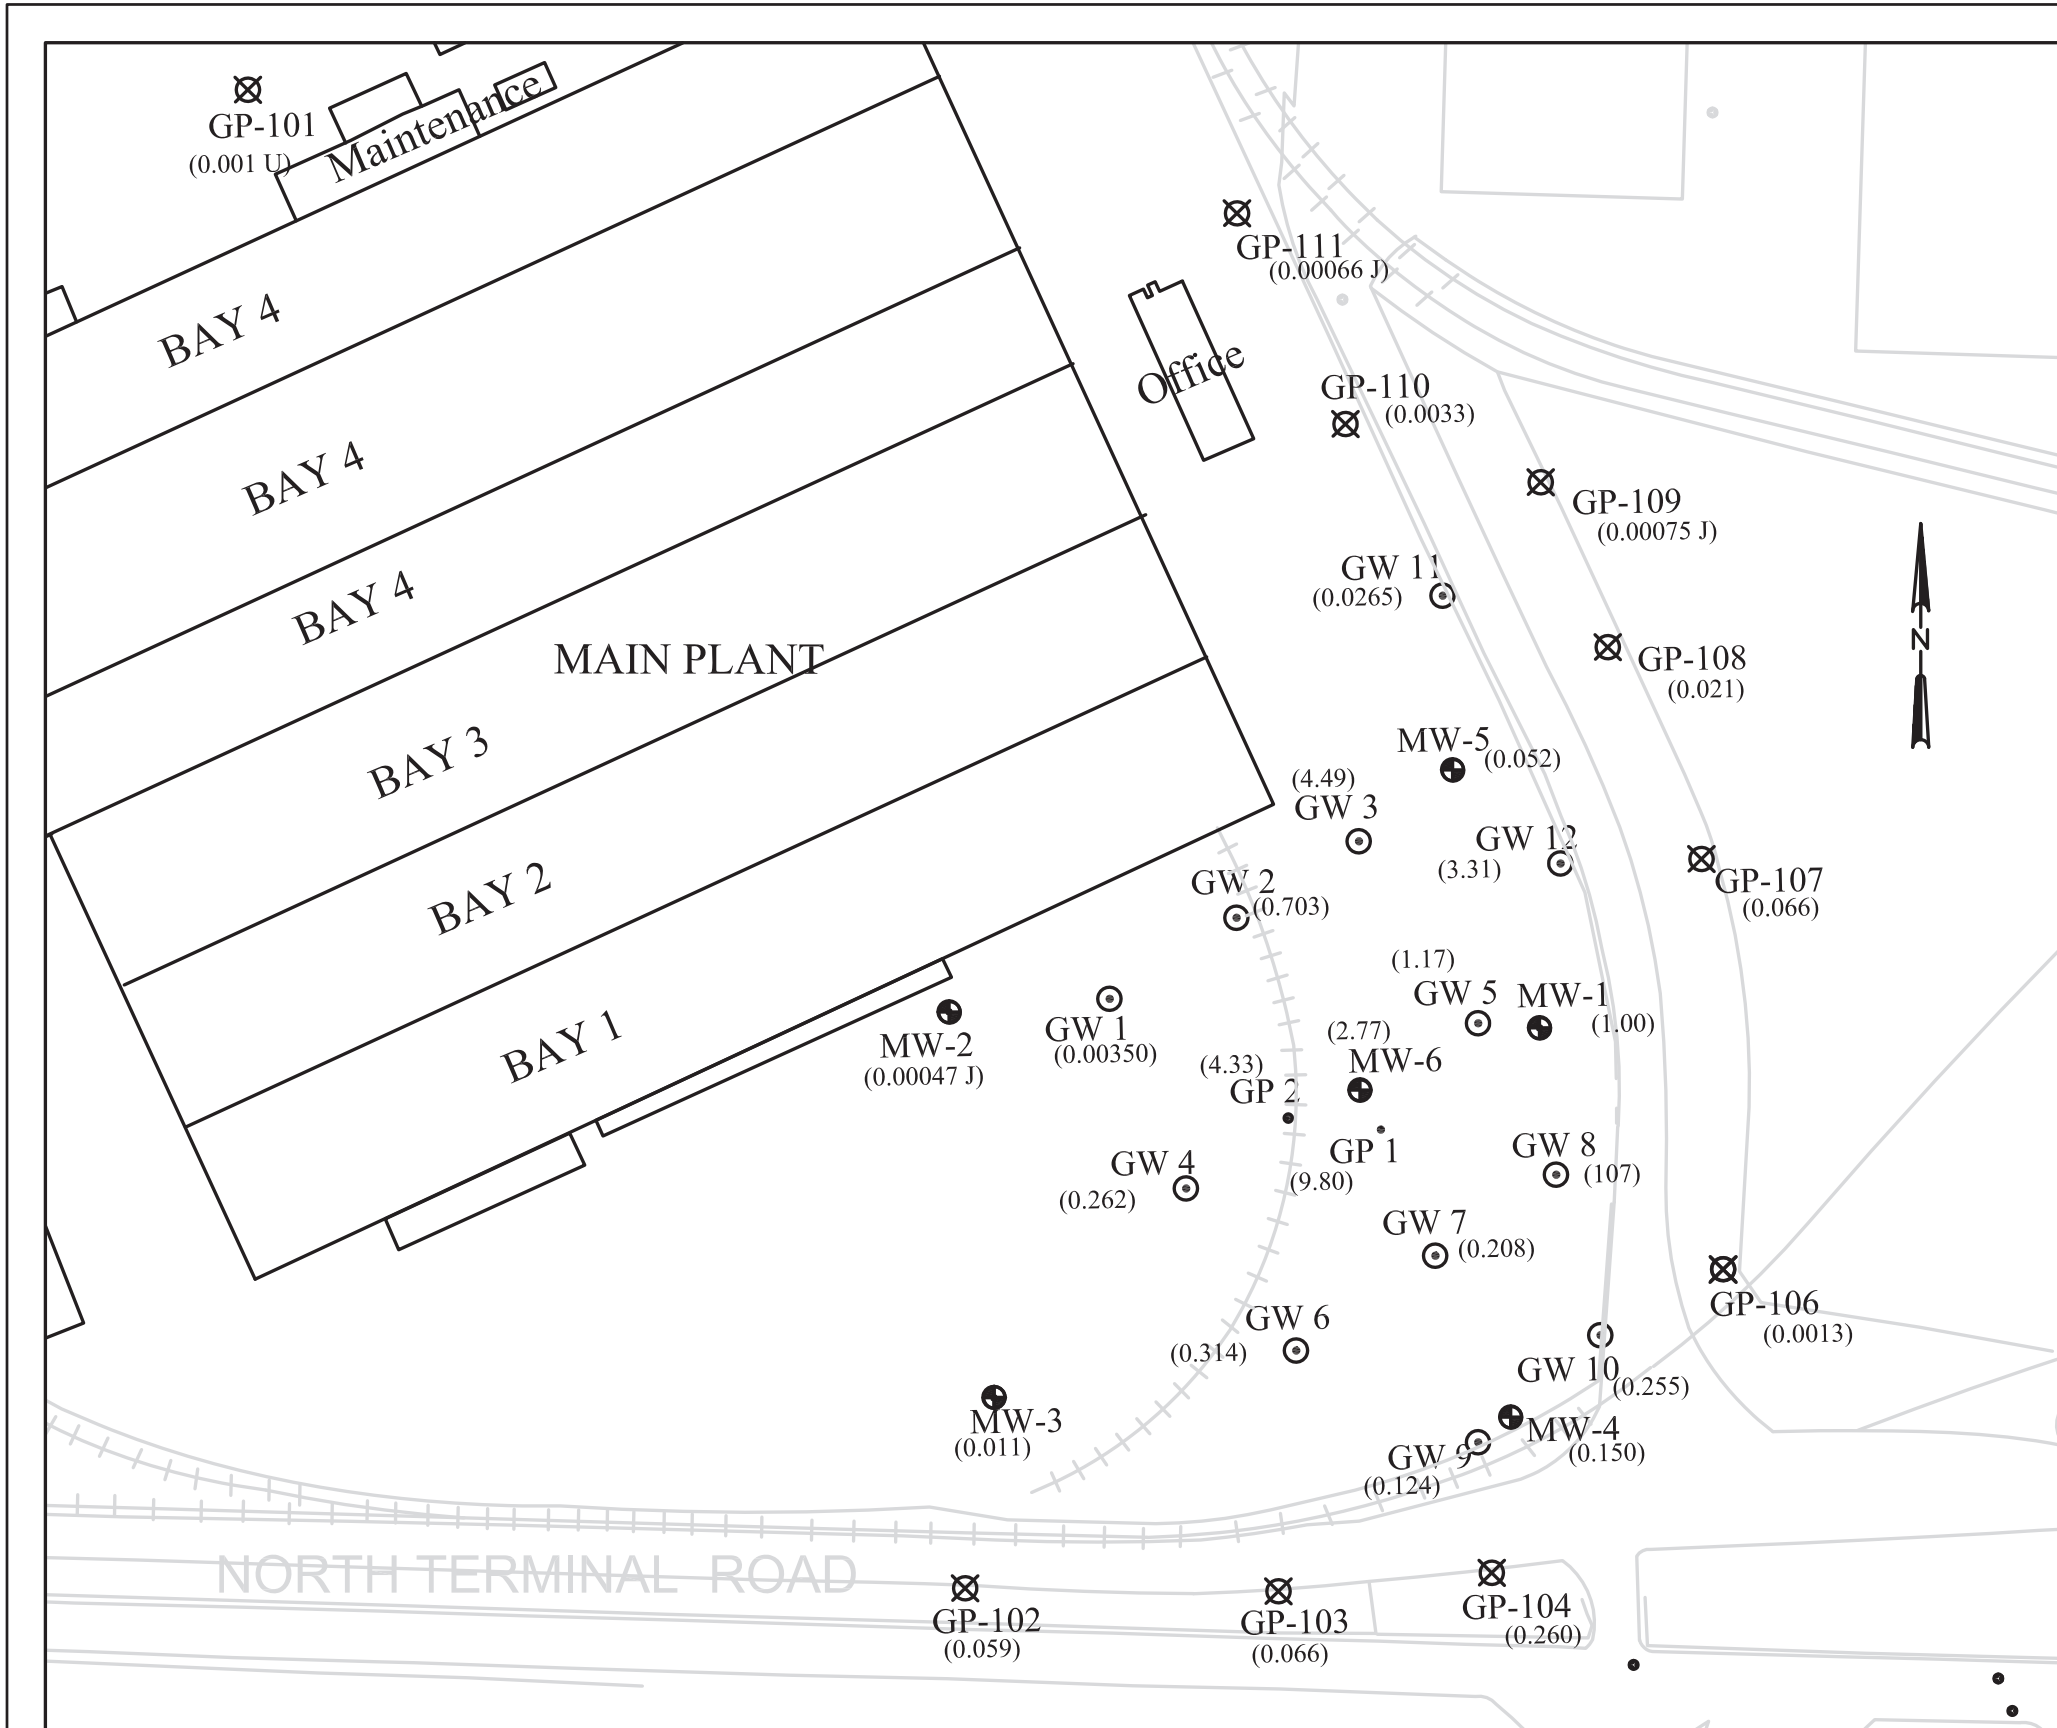 GP-101
(0.001 U)
Maintenance
GP-111
(0.00066 J)
BAY 4
Office
GP-110
(0.0033)
BAY 4
GP-109
(0.00075 J)
GW 11
(0.0265)
BAY 4
N
MAIN PLANT
GP-108
(0.021)
BAY 3
MW-5
(0.052)
(4.49)
GW 3
GW 12
(3.31)
GP-107
(0.066)
GW 2
(0.703)
BAY 2
(1.17)
GW 5
MW-1
(1.00)
BAY 1
MW-2
(0.00047 J)
GW 1
(0.00350)
(2.77)
MW-6
(4.33)
GP 2
GP 1
(9.80)
GW 8
(107)
GW 4
(0.262)
GW 7
(0.208)
GW 6
(0.314)
GP-106
(0.0013)
GW 10
(0.255)
MW-3
(0.011)
MW-4
(0.150)
GW 9
(0.124)
NORTH TERMINAL ROAD
GP-102
(0.059)
GP-103
(0.066)
GP-104
(0.260)